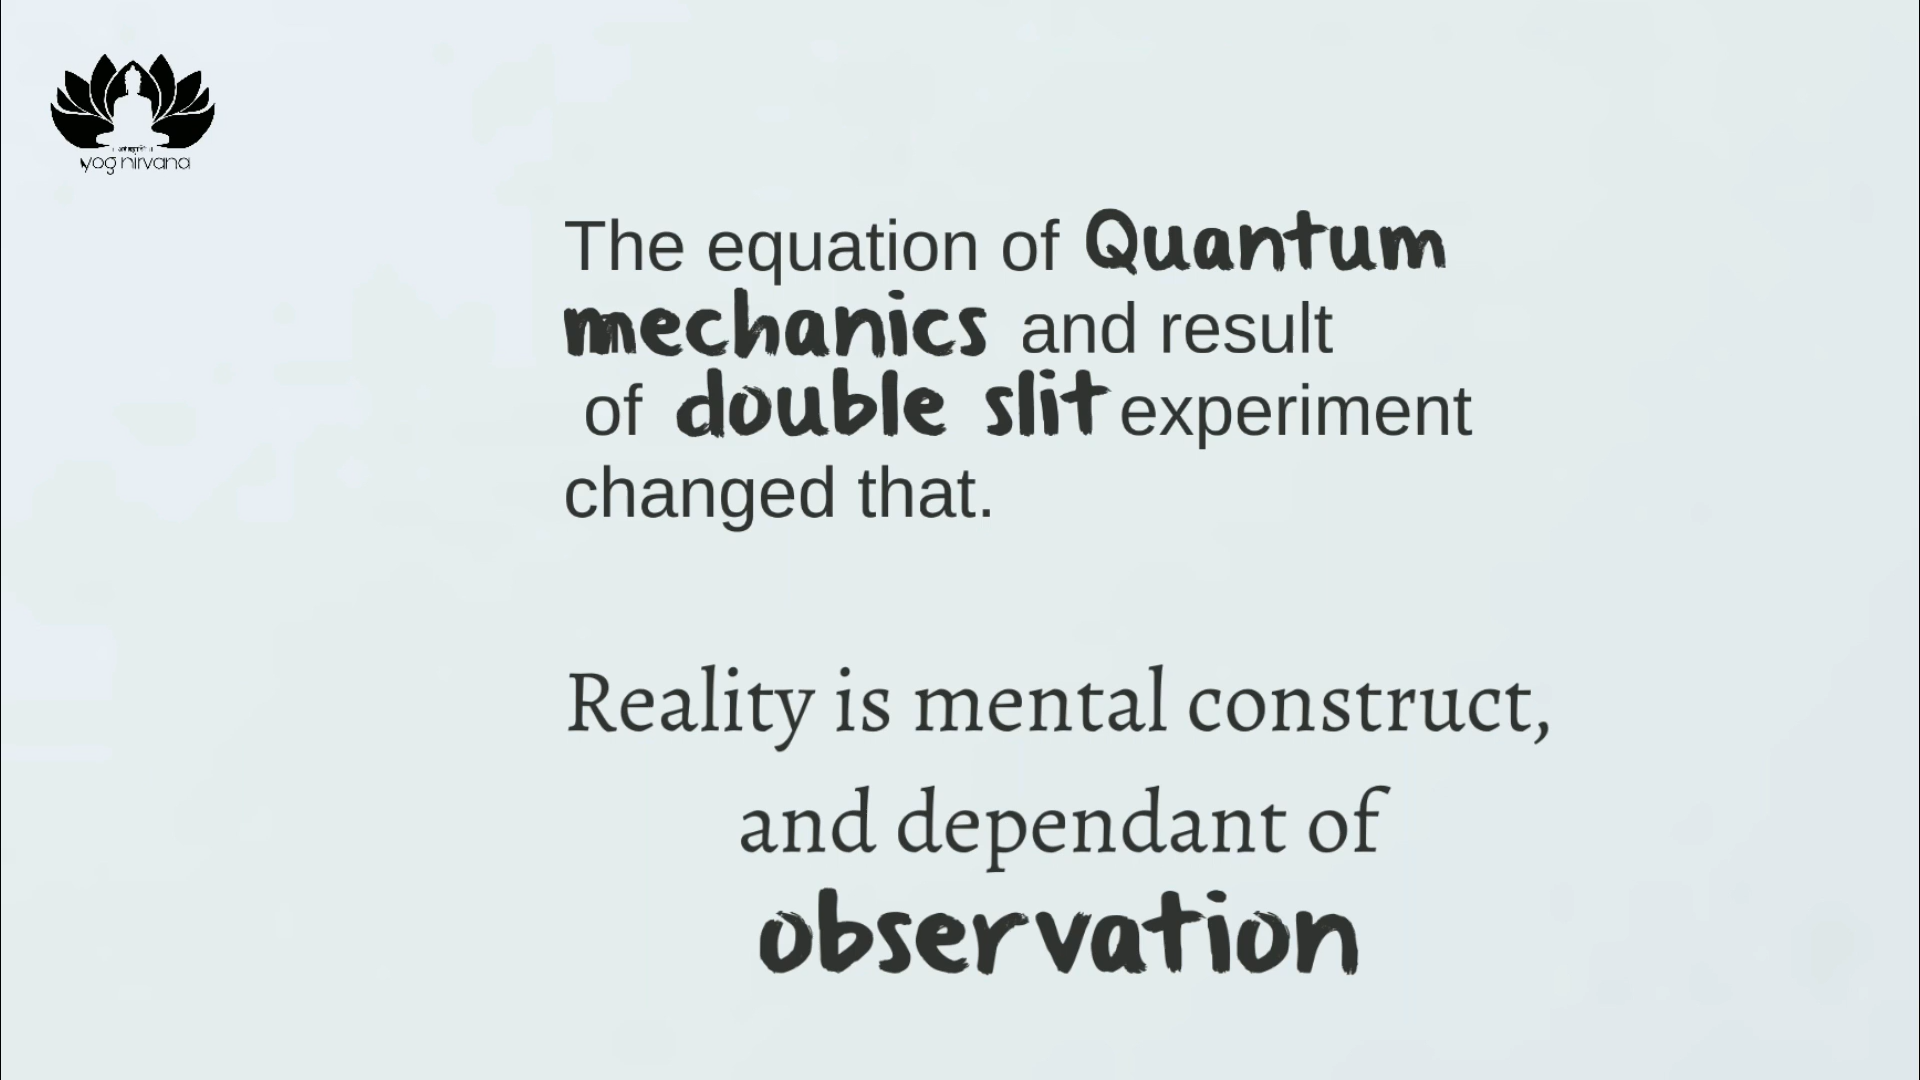 yog nirvana
The equation of Quantum
mechanics and result
of double slit experiment
changed that.
Reality is mental construct,
and dependant of
observation